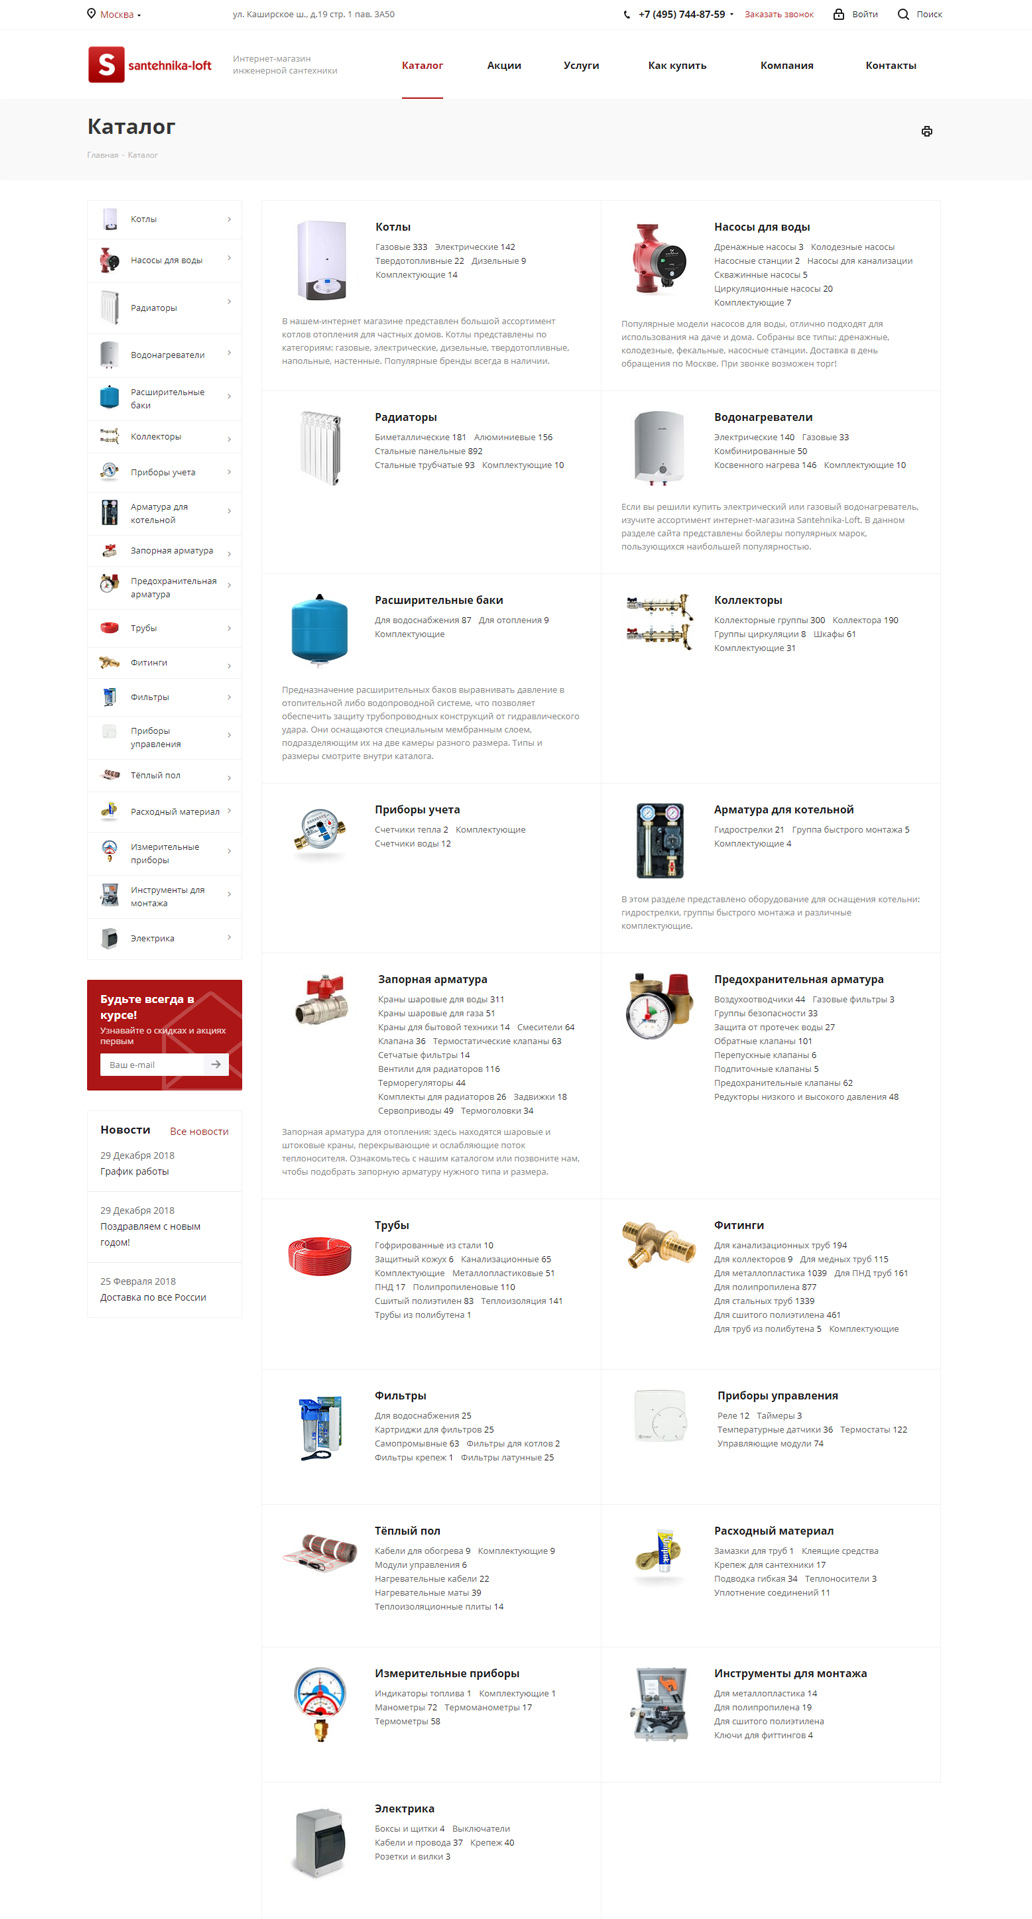 Москва
ул. Каширское ш., д.19 стр. 1 пав. 3А50
+7 (495) 744-87-59
Заказать звонок
Войти
Поиск
S santehnika-loft
Интернет-магазин
инженерной сантехники
Каталог
Акции
Услуги
Как купить
Компания
Контакты
Каталог
Главная - Каталог
Котлы
Насосы для воды
Радиаторы
Водонагреватели
Расширительные
баки
Коллекторы
Приборы учета
Арматура для
котельной
Запорная арматура
Предохранительная
арматура
Трубы
Фитинги
Фильтры
Приборы
управления
Тёплый пол
Расходный материал
Измерительные
приборы
Инструменты для
монтажа
Электрика
Будьте всегда в
курсе!
Узнавайте о скидках и акциях
первым
Ваш e-mail
Новости
Все новости
29 Декабря 2018
График работы
29 Декабря 2018
Поздравляем с новым
годом!
25 Февраля 2018
Доставка по все России
Котлы
Газовые 333 Электрические 142
Твердотопливные 22 Дизельные 9
Комплектующие 14
В нашем-интернет магазине представлен большой ассортимент
котлов отопления для частных домов. Котлы представлены по
категориям: газовые, электрические, дизельные, твердотопливные,
напольные, настенные. Популярные бренды всегда в наличии.
Насосы для воды
Дренажные насосы 3 Колодезные насосы
Насосные станции 2 Насосы для канализации
Скважинные насосы 5
Циркуляционные насосы 20
Комплектующие 7
Популярные модели насосов для воды, отлично подходят для
использования на даче и дома. Собраны все типы: дренажные,
колодезные, фекальные, насосные станции. Доставка в день
обращения по Москве. При звонке возможен торг!
Радиаторы
Биметаллические 181 Алюминиевые 156
Стальные панельные 892
Стальные трубчатые 93 Комплектующие 10
Водонагреватели
Электрические 140 Газовые 33
Комбинированные 50
Косвенного нагрева 146 Комплектующие 10
Если вы решили купить электрический или газовый водонагреватель,
изучите ассортимент интернет-магазина Santehnika-Loft. В данном
разделе сайта представлены бойлеры популярных марок,
пользующихся наибольшей популярностью.
Расширительные баки
Для водоснабжения 87 Для отопления 9
Комплектующие
Предназначение расширительных баков выравнивать давление в
отопительной либо водопроводной системе, что позволяет
обеспечить защиту трубопроводных конструкций от гидравлического
удара. Они оснащаются специальным мембранным слоем,
подразделяющим их на две камеры разного размера. Типы и
размеры смотрите внутри каталога.
Коллекторы
Коллекторные группы 300 Коллектора 190
Группы циркуляции 8 Шкафы 61
Комплектующие 31
Приборы учета
Счетчики тепла 2 Комплектующие
Счетчики воды 12
Арматура для котельной
Гидрострелки 21 Группа быстрого монтажа 5
Комплектующие 4
В этом разделе представлено оборудование для оснащения котельни:
гидрострелки, группы быстрого монтажа и различные
комплектующие.
Запорная арматура
Краны шаровые для воды 311
Краны шаровые для газа 51
Краны для бытовой техники 14 Смесители 64
Клапана 36 Термостатические клапаны 63
Сетчатые фильтры 14
Вентили для радиаторов 116
Терморегуляторы 44
Комплекты для радиаторов 26 Задвижки 18
Сервоприводы 49 Термоголовки 34
Запорная арматура для отопления: здесь находятся шаровые и
штоковые краны, перекрывающие и ослабляющие поток
теплоносителя. Ознакомьтесь с нашим каталогом или позвоните нам,
чтобы подобрать запорную арматуру нужного типа и размера.
Предохранительная арматура
Воздухоотводчики 44 Газовые фильтры 3
Группы безопасности 33
Защита от протечек воды 27
Обратные клапаны 101
Перепускные клапаны 6
Подпиточные клапаны 5
Предохранительные клапаны 62
Редукторы низкого и высокого давления 48
Трубы
Гофрированные из стали 10
Защитный кожух 6 Канализационные 65
Комплектующие Металлопластиковые 51
ПНД 17 Полипропиленовые 110
Сшитый полиэтилен 83 Теплоизоляция 141
Трубы из полибутена 1
Фитинги
Для канализационных труб 194
Для коллекторов 9 Для медных труб 115
Для металлопластика 1039 Для ПНД труб 161
Для полипропилена 877
Для стальных труб 1339
Для сшитого полиэтилена 461
Для труб из полибутена 5 Комплектующие
Фильтры
Для водоснабжения 25
Картриджи для фильтров 25
Самопромывные 63 Фильтры для котлов 2
Фильтры крепеж 1 Фильтры латунные 25
Приборы управления
Реле 12 Таймеры 3
Температурные датчики 36 Термостаты 122
Управляющие модули 74
Тёплый пол
Кабели для обогрева 9 Комплектующие 9
Модули управления 6
Нагревательные кабели 22
Нагревательные маты 39
Теплоизоляционные плиты 14
Расходный материал
Замазки для труб 1 Клеящие средства
Крепеж для сантехники 17
Подводка гибкая 34 Теплоносители 3
Уплотнение соединений 11
Измерительные приборы
Индикаторы топлива 1 Комплектующие 1
Манометры 72 Термоманометры 17
Термометры 58
Инструменты для монтажа
Для металлопластика 14
Для полипропилена 19
Для сшитого полиэтилена
Ключи для фиттингов 4
Электрика
Боксы и щитки 4 Выключатели
Кабели и провода 37 Крепеж 40
Розетки и вилки 3